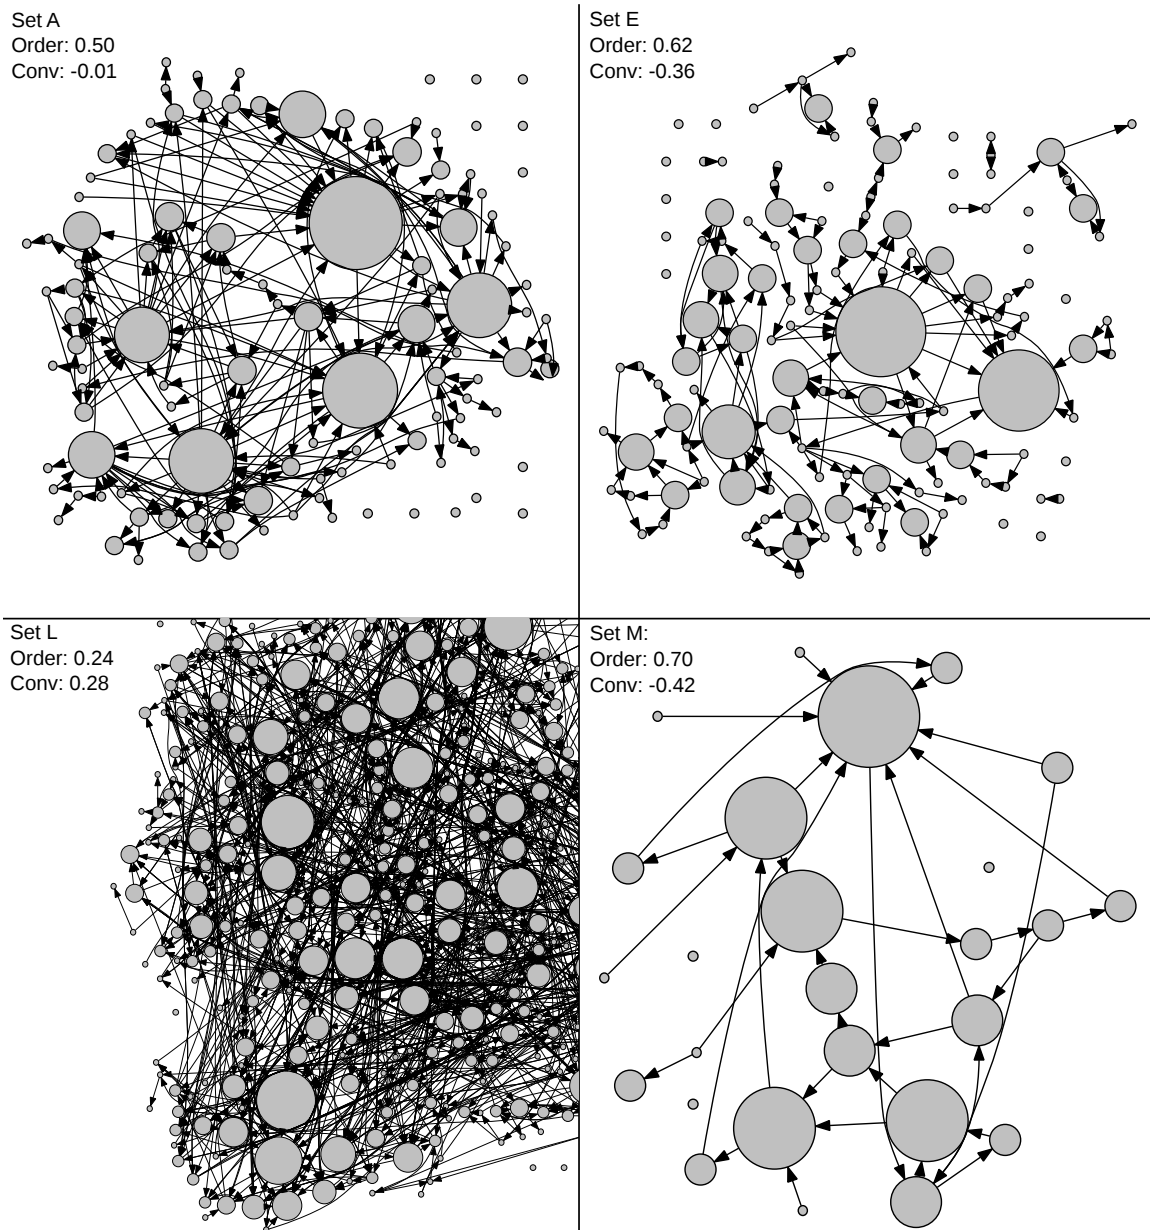 Set A
Order: 0.50
Conv: -0.01
Set E
Order: 0.62
Conv: -0.36
Set L
Order: 0.24
Conv: 0.28
Set M:
Order: 0.70
Conv: -0.42